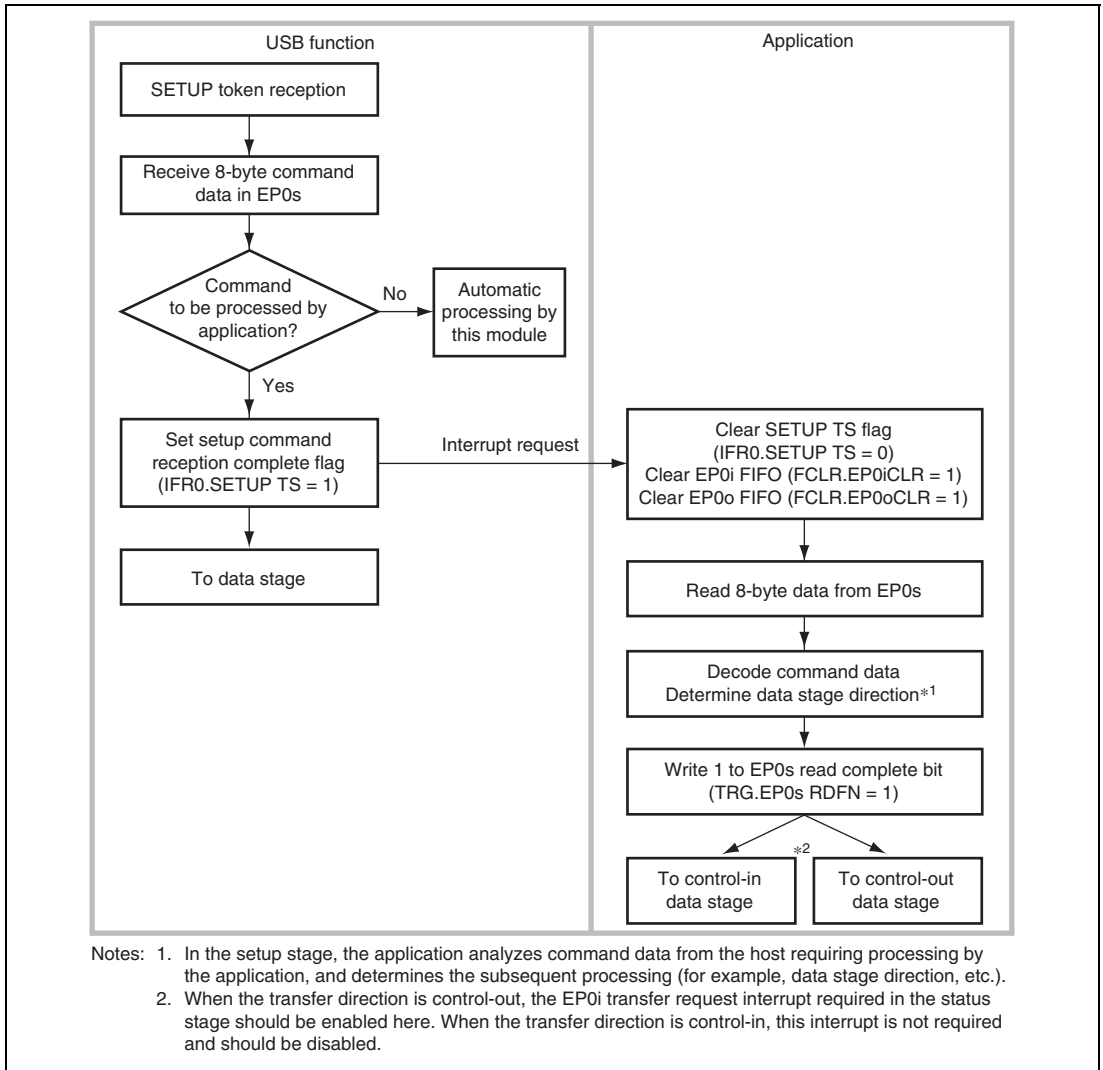 USB function
SETUP token reception
Receive 8-byte command
data in EP0s
Command
to be processed by
application?
No
Automatic
processing by
this module
Yes
Set setup command
reception complete flag
(IFR0.SETUP TS = 1)
Interrupt request
To data stage
Application
Clear SETUP TS flag
(IFR0.SETUP TS = 0)
Clear EP0i FIFO (FCLR.EP0iCLR = 1)
Clear EP0o FIFO (FCLR.EP0oCLR = 1)
Read 8-byte data from EP0s
Decode command data
Determine data stage direction*1
Write 1 to EP0s read complete bit
(TRG.EP0s RDFN = 1)
*2
To control-in
data stage
To control-out
data stage
Notes: 1. In the setup stage, the application analyzes command data from the host requiring processing by
the application, and determines the subsequent processing (for example, data stage direction, etc.).
2. When the transfer direction is control-out, the EP0i transfer request interrupt required in the status
stage should be enabled here. When the transfer direction is control-in, this interrupt is not required
and should be disabled.